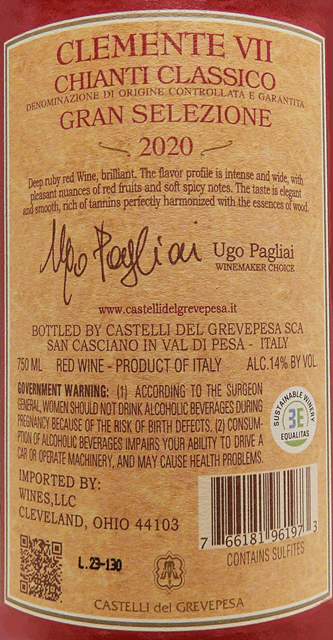 CLEMENTE VII
CHIANTI CLASSICO
DENOMINAZIONE DI ORIGINE CONTROLLATA E GARANTITA
GRAN SELEZIONE
2020
Deep ruby red Wine, brilliant. The flavor profile is intense and wide, with
pleasant nuances of red fruits and soft spicy notes. The taste is elegant
and smooth, rich of tannins perfectly harmonized with the essences of wood.
Ugo Pagliai
Ugo Pagliai
WINEMAKER CHOICE
www.castellidelgrevepesa.it
BOTTLED BY CASTELLI DEL GREVEPESA SCA
SAN CASCIANO IN VAL DI PESA - ITALY
750 ML RED WINE - PRODUCT OF ITALY ALC.14% BY VOL.
GOVERNMENT WARNING: (1) ACCORDING TO THE SURGEON
GENERAL, WOMEN SHOULD NOT DRINK ALCOHOLIC BEVERAGES DURING
PREGNANCY BECAUSE OF THE RISK OF BIRTH DEFECTS. (2) CONSUM-
PTION OF ALCOHOLIC BEVERAGES IMPAIRS YOUR ABILITY TO DRIVE A
CAR OR OPERATE MACHINERY, AND MAY CAUSE HEALTH PROBLEMS.
SUSTAINABLE WINERY
3E
EQUALITAS
IMPORTED BY:
WINES,LLC
CLEVELAND, OHIO 44103
L.23-130
7 66181 96197 3
CONTAINS SULFITES
CASTELLI DEL GREVEPESA